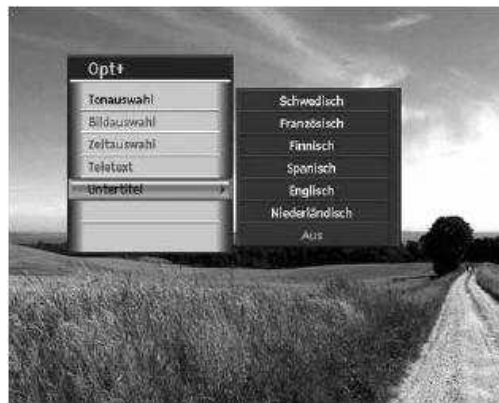 Opt+
Tonauswahl
Bildauswahl
Zeitauswahl
Teletext
Untertitel
Schwedisch
Französisch
Finnisch
Spanisch
Englisch
Niederländisch
Aus